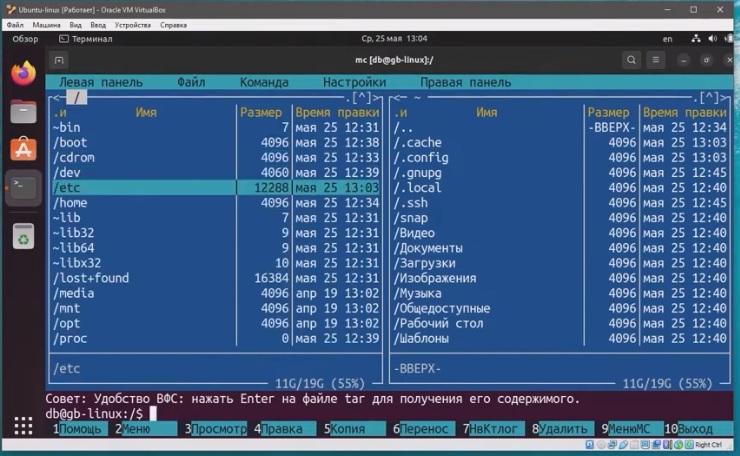 Ubuntu-linux [Работает] - Oracle VM VirtualBox
Файл Машина Вид Ввод Устройства Справка
Обзор Терминал Ср, 25 мая 13:04 en
mc [db@gb-linux]:/
Левая панель Файл Команда Настройки Правая панель
<- / .[^]> <- ~ .[^]>
.и Имя Размер Время правки .и Имя Размер Время правки
~bin 7 мая 25 12:31 /.. -ВВЕРХ- мая 25 12:34
/boot 4096 мая 25 12:38 /.cache 4096 мая 25 13:03
/cdrom 4096 мая 25 12:33 /.config 4096 мая 25 13:03
/dev 4060 мая 25 12:39 /.gnupg 4096 мая 25 12:45
/etc 12288 мая 25 13:03 /.local 4096 мая 25 12:40
/home 4096 мая 25 12:34 /.ssh 4096 мая 25 12:45
~lib 7 мая 25 12:31 /snap 4096 мая 25 12:40
~lib32 9 мая 25 12:31 /Видео 4096 мая 25 12:40
~lib64 9 мая 25 12:31 /Документы 4096 мая 25 12:40
~libx32 10 мая 25 12:31 /Загрузки 4096 мая 25 12:40
/lost+found 16384 мая 25 12:31 /Изображения 4096 мая 25 12:40
/media 4096 апр 19 13:02 /Музыка 4096 мая 25 12:40
/mnt 4096 апр 19 13:02 /Общедоступные 4096 мая 25 12:40
/opt 4096 апр 19 13:02 /Рабочий стол 4096 мая 25 12:40
/proc 0 мая 25 12:39 /Шаблоны 4096 мая 25 12:40
/etc -ВВЕРХ-
11G/19G (55%) 11G/19G (55%)
Совет: Удобство ВФС: нажать Enter на файле tar для получения его содержимого.
db@gb-linux:/$
1Помощь 2Меню 3Просмотр 4Правка 5Копия 6Перенос 7НвКтлог 8Удалить 9МенюMC 10Выход
Right Ctrl